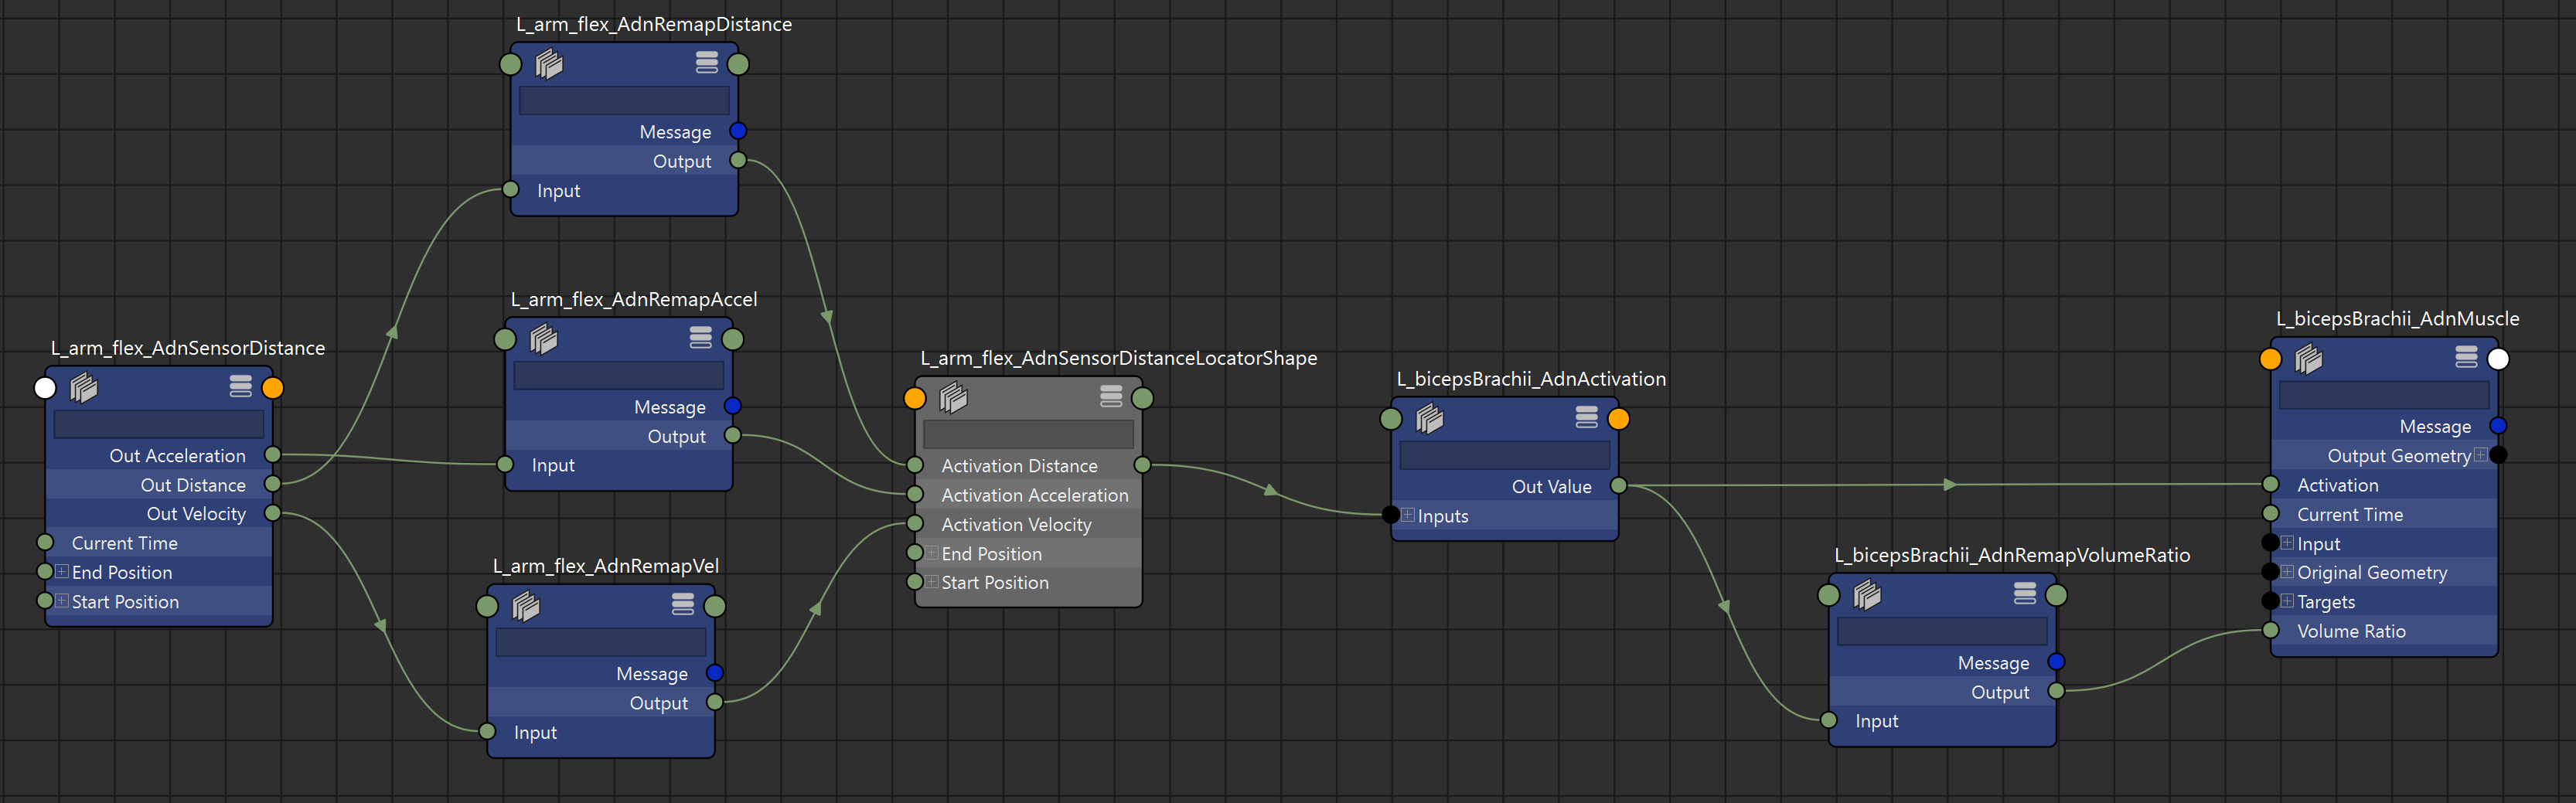 L_arm_flex_AdnRemapDistance
Message
Output
Input
L_arm_flex_AdnRemapAccel
Message
Output
Input
L_arm_flex_AdnSensorDistance
Out Acceleration
Out Distance
Out Velocity
Current Time
End Position
Start Position
L_arm_flex_AdnRemapVel
Message
Output
Input
L_arm_flex_AdnSensorDistanceLocatorShape
Activation Distance
Activation Acceleration
Activation Velocity
End Position
Start Position
L_bicepsBrachii_AdnActivation
Out Value
Inputs
L_bicepsBrachii_AdnRemapVolumeRatio
Message
Output
Input
L_bicepsBrachii_AdnMuscle
Message
Output Geometry
Activation
Current Time
Input
Original Geometry
Targets
Volume Ratio